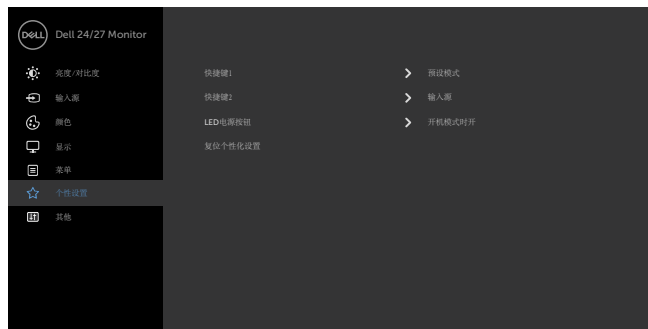 DELL Dell 24/27 Monitor
亮度/对比度
输入源
颜色
显示
菜单
个性设置
其他
快捷键1 预设模式
快捷键2 输入源
LED电源按钮 开机模式时开
复位个性化设置